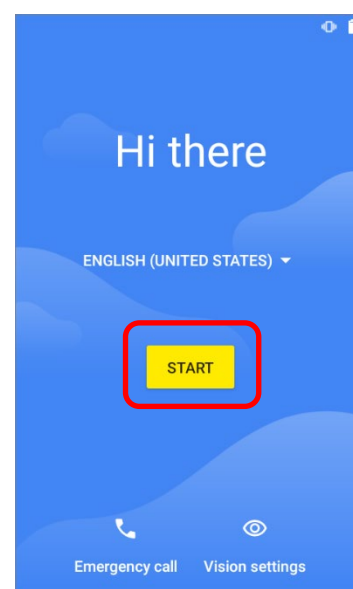 Hi there
ENGLISH (UNITED STATES)
START
Emergency call Vision settings